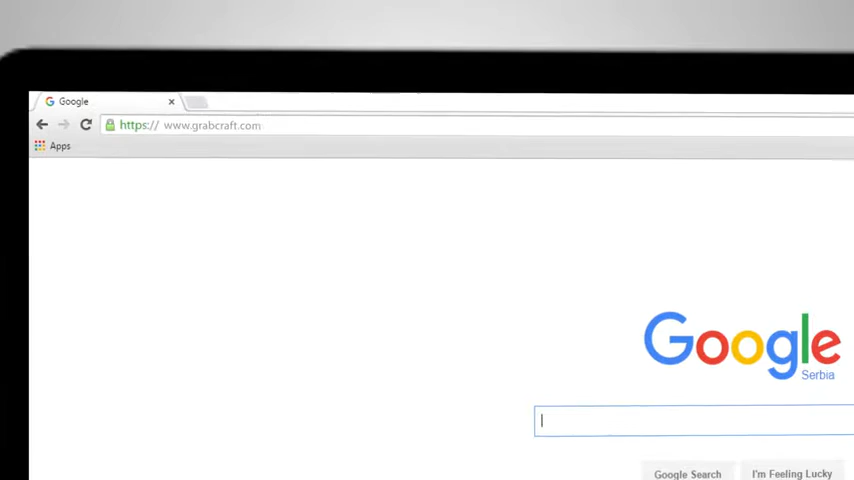 Google
https:// www.grabcraft.com
Apps
Google
Serbia
Google Search
I'm Feeling Lucky